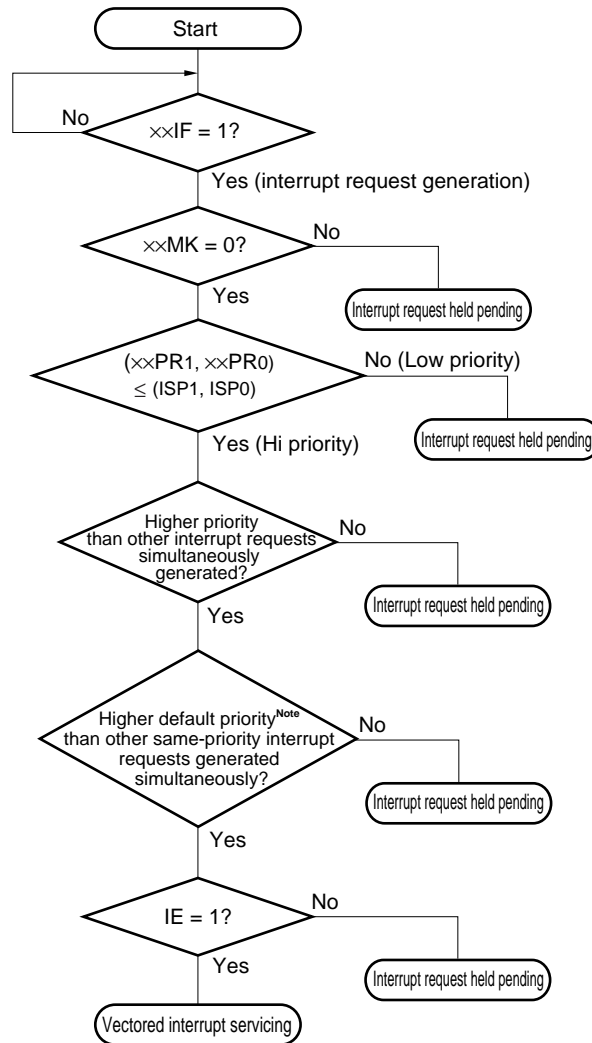 Start
No
××IF = 1?
Yes (interrupt request generation)
××MK = 0?
No
Yes
Interrupt request held pending
(××PR1, ××PR0)
≤ (ISP1, ISP0)
No (Low priority)
Yes (Hi priority)
Interrupt request held pending
Higher priority
than other interrupt requests
simultaneously
generated?
No
Yes
Interrupt request held pending
Higher default priorityNote
than other same-priority interrupt
requests generated
simultaneously?
No
Yes
Interrupt request held pending
IE = 1?
No
Yes
Interrupt request held pending
Vectored interrupt servicing